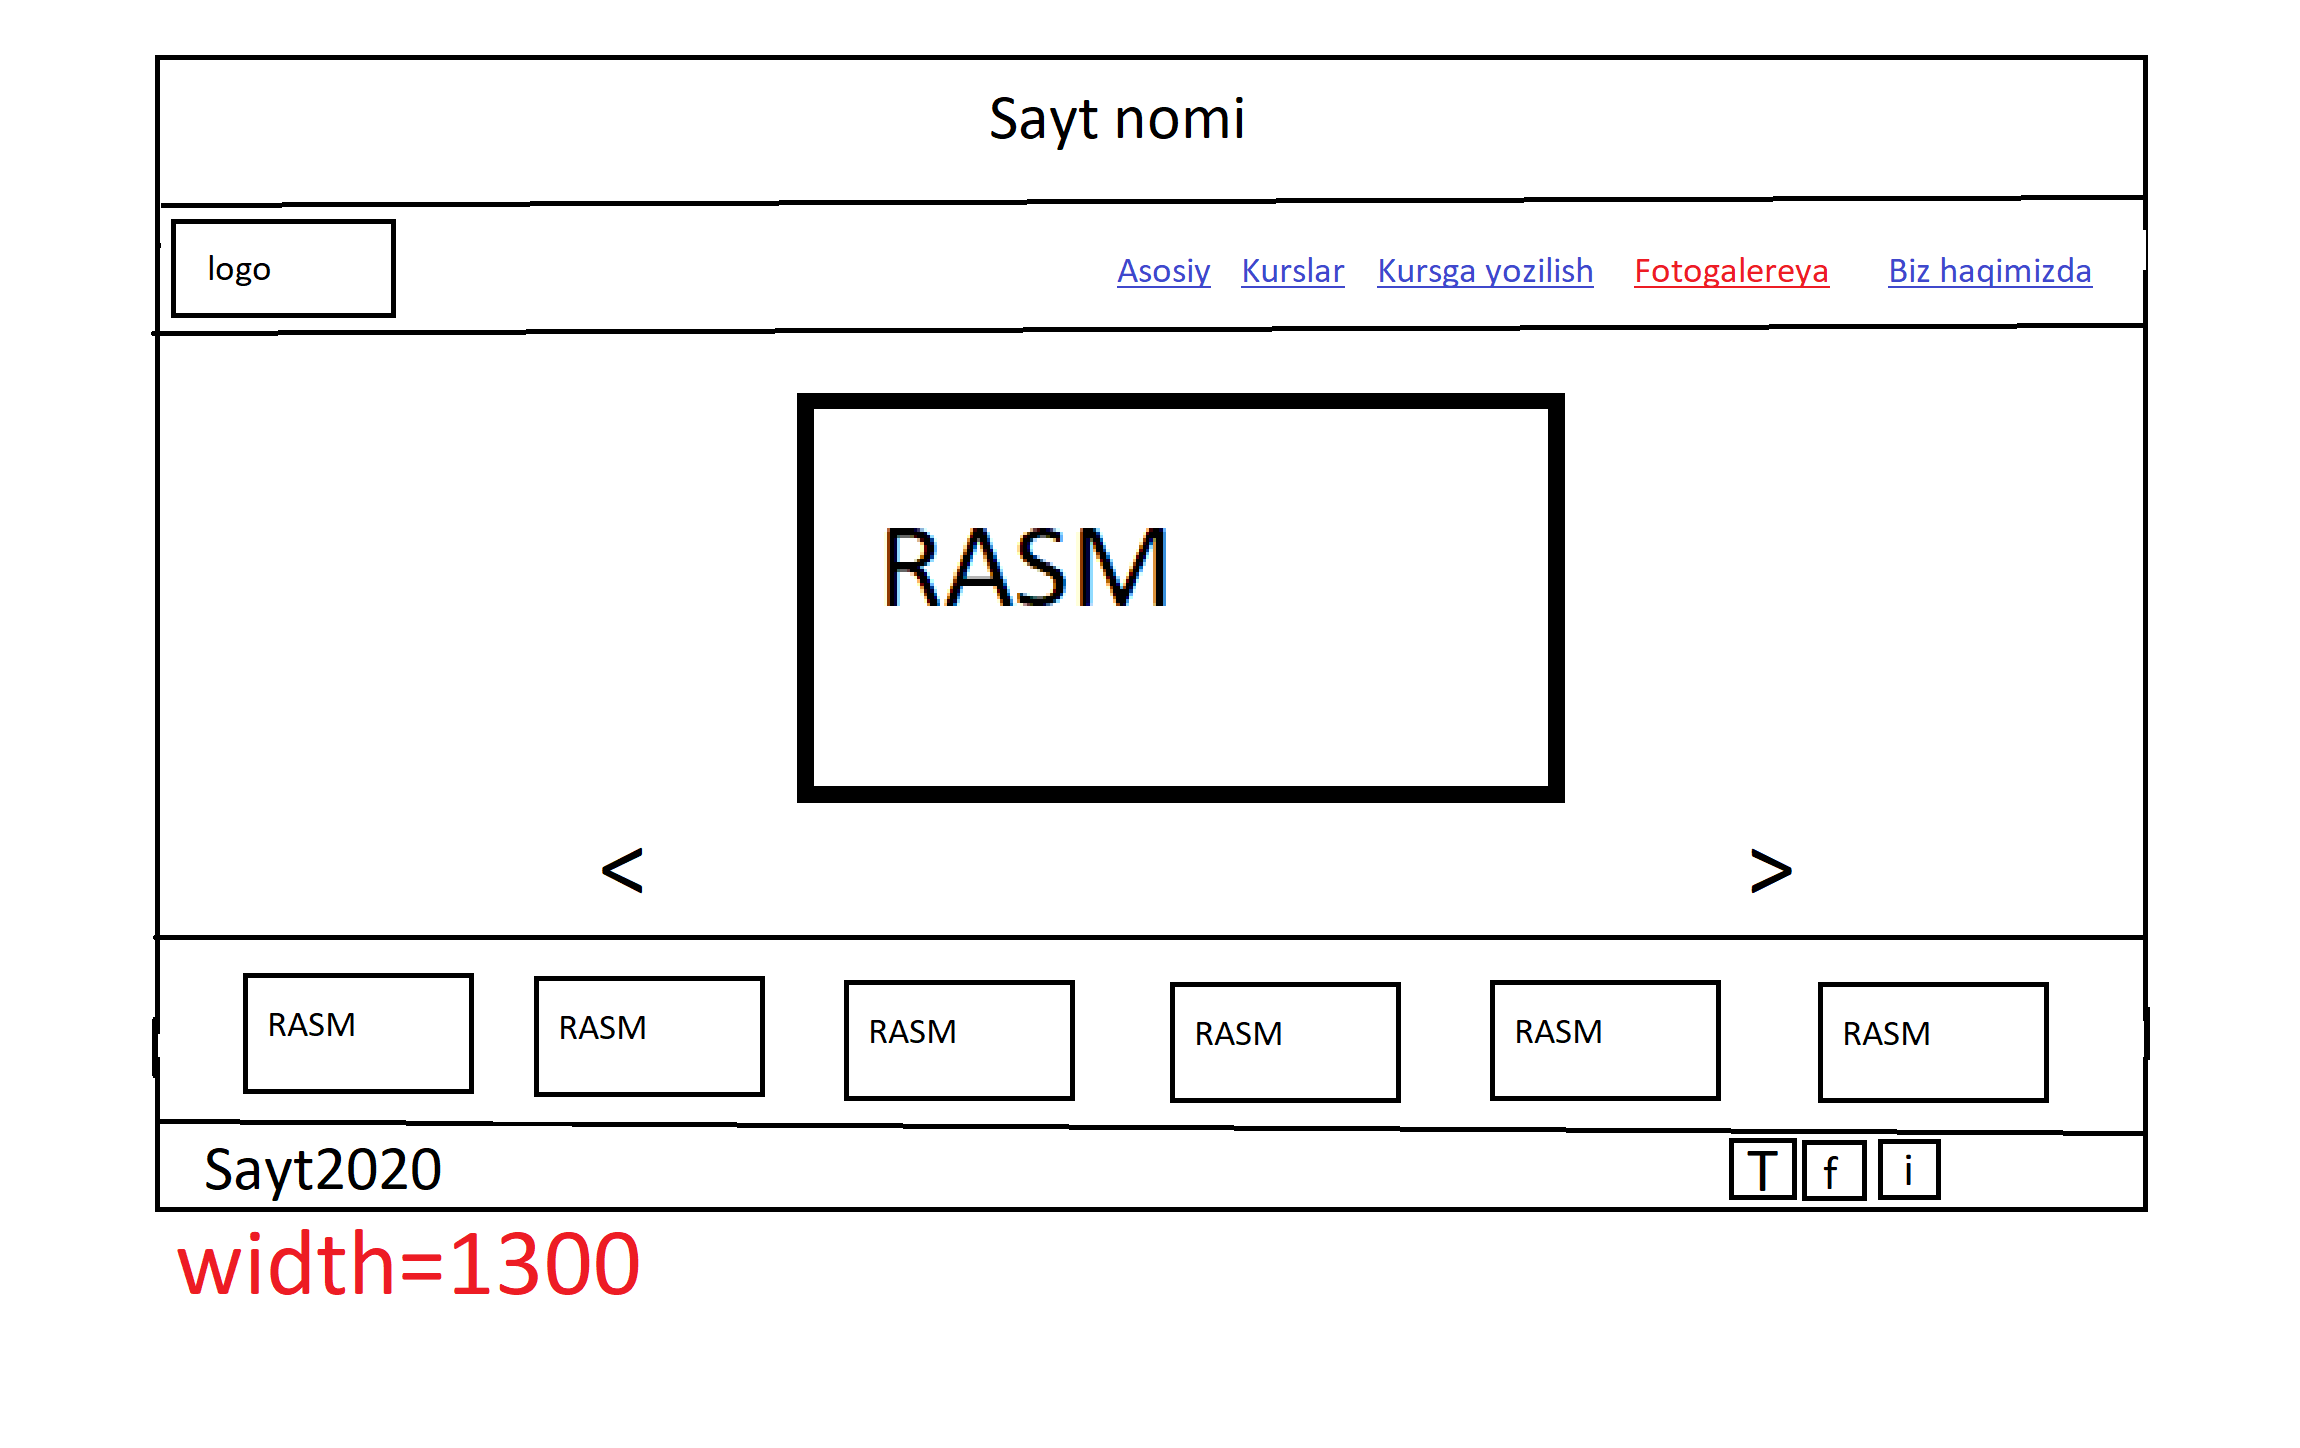 Sayt nomi
logo
Asosiy Kurslar Kursga yozilish Fotogalereya Biz haqimizda
RASM
< >
RASM RASM RASM RASM RASM RASM
Sayt2020 T f i
width=1300